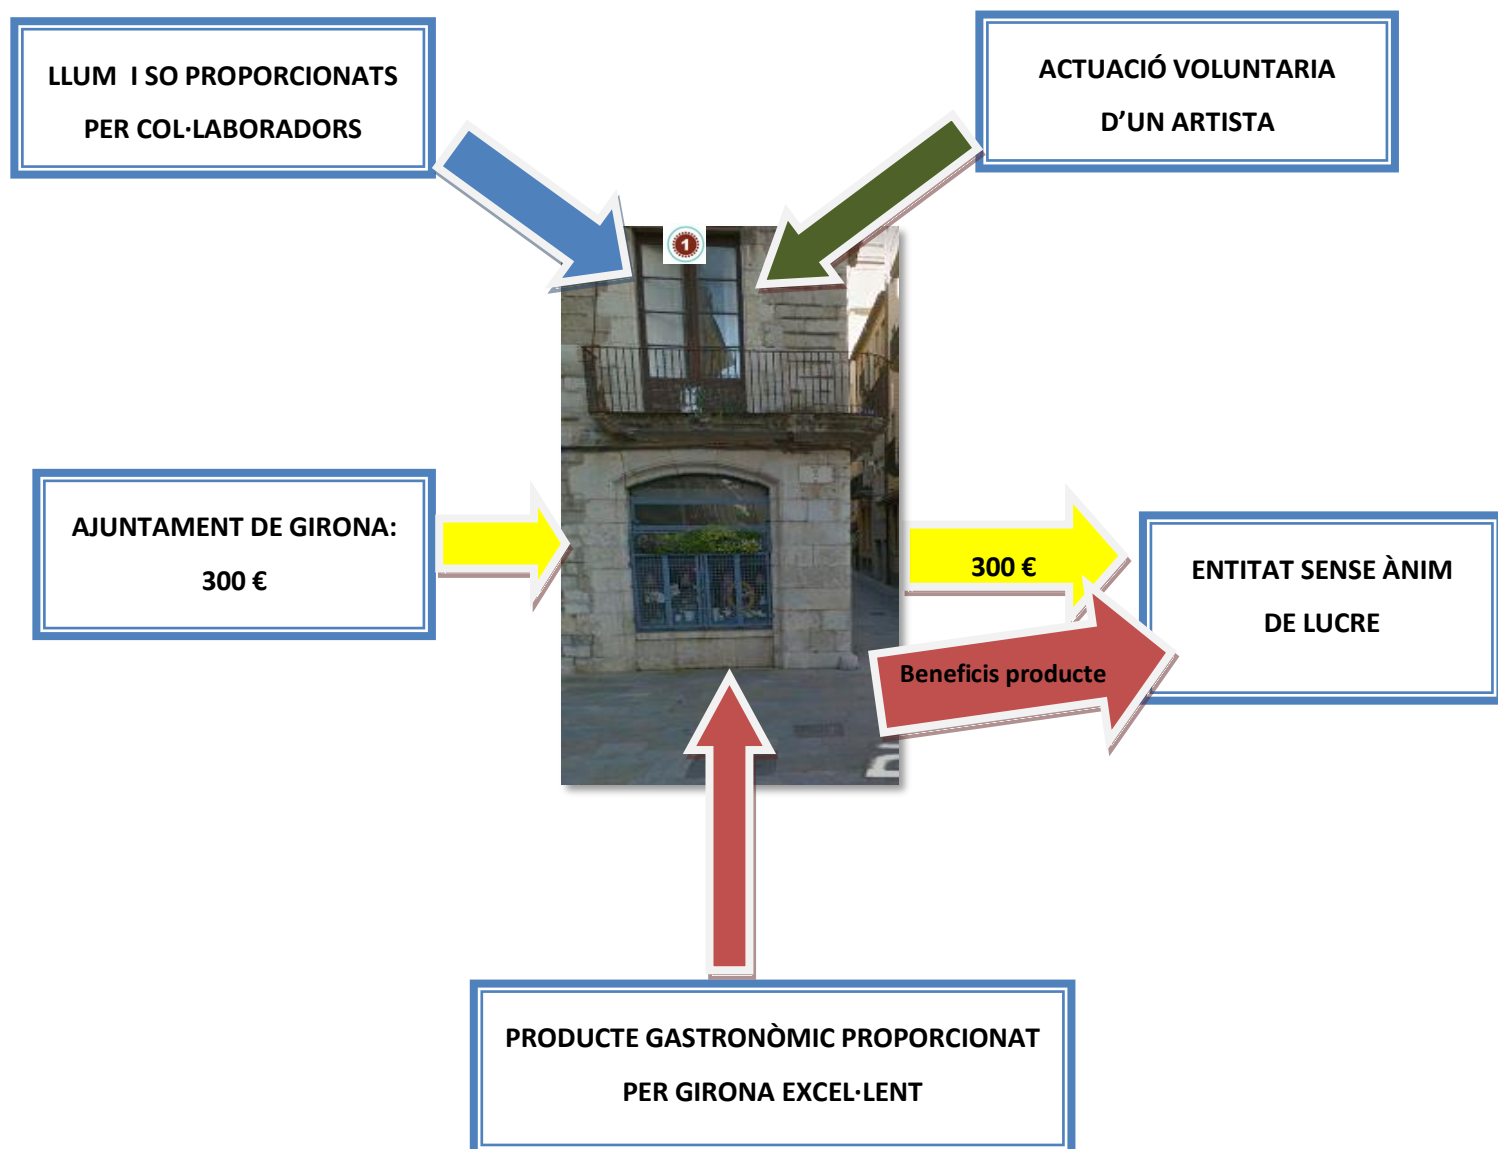 LLUM I SO PROPORCIONATS
PER COL·LABORADORS
ACTUACIÓ VOLUNTARIA
D’UN ARTISTA
1
AJUNTAMENT DE GIRONA:
300 €
300 €
ENTITAT SENSE ÀNIM
DE LUCRE
Beneficis producte
PRODUCTE GASTRONÒMIC PROPORCIONAT
PER GIRONA EXCEL·LENT